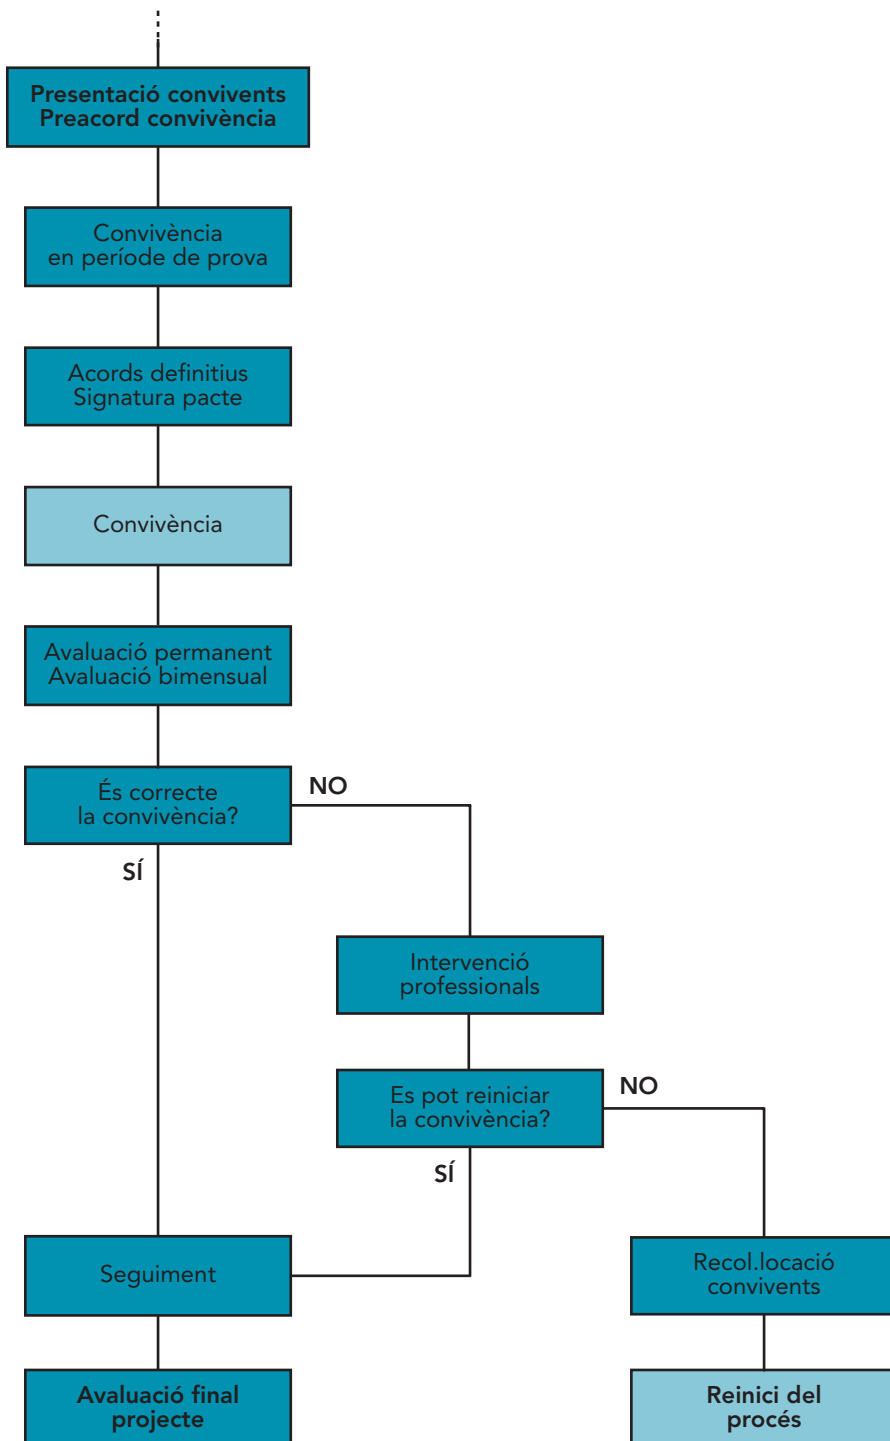 Presentació convivents
Preacord convivència
Convivència
en període de prova
Acords definitius
Signatura pacte
Convivència
Avaluació permanent
Avaluació bimensual
És correcte
la convivència?
NO
SÍ
Intervenció
professionals
Es pot reiniciar
la convivència?
NO
SÍ
Seguiment
Recol.locació
convivents
Avaluació final
projecte
Reinici del
procés